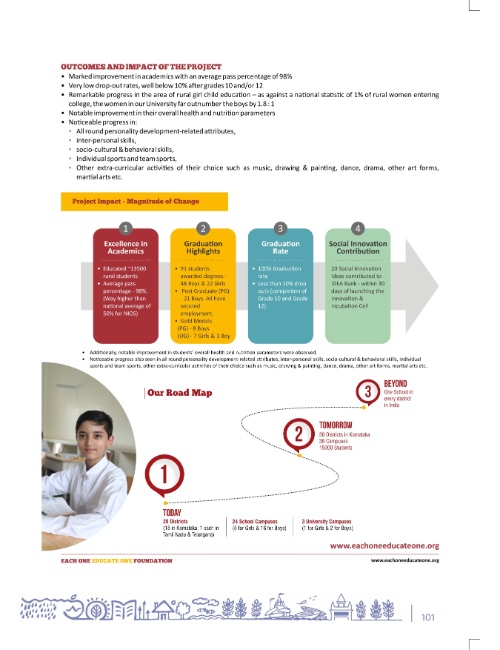 OUTCOMES AND IMPACT OF THE PROJECT
• Marked improvement in academics with an average pass percentage of 98%
• Very low drop-out rates, well below 10% after grades 10 and/or 12
• Remarkable progress in the area of rural girl child education – as against a national statistic of 1% of rural women entering
college, the women in our University far outnumber the boys by 1.8 : 1
• Notable improvement in their overall health and nutrition parameters
• Noticeable progress in:
◦ All round personality development-related attributes,
◦ inter-personal skills,
◦ socio-cultural & behavioral skills,
◦ Individual sports and team sports,
◦ Other extra-curricular activities of their choice such as music, drawing & painting, dance, drama, other art forms,
martial arts etc.
Project Impact - Magnitude of Change
1
Excellence in
Academics
• Educated ~13500
rural students
• Average pass
percentage - 98%.
(Way higher than
national average of
50% for NIOS)
2
Graduation
Highlights
• 91 students
awarded degrees -
48 Boys & 22 Girls
• Post Graduate (PG)
- 21 Boys. All have
secured
employment.
• Gold Medals
(PG) - 8 Boys
(UG) - 7 Girls & 1 Boy
3
Graduation
Rate
• 100% Graduation
rate
• Less than 10% drop
outs (completion of
Grade 10 and Grade
12)
4
Social Innovation
Contribution
20 Social Innovation
Ideas contributed to
IDEA Bank - within 90
days of launching the
Innovation &
Incubation Cell
• Additionally, notable improvement in students' overall health and nutrition parameters were observed.
• Noticeable progress also seen in all round personality development related attributes, inter-personal skills, socio-cultural & behavioral skills, individual
sports and team sports, other extra-curricular activities of their choice such as music, drawing & painting, dance, drama, other art forms, martial arts etc.
Our Road Map
3
BEYOND
One School in
every district
in India
2
TOMORROW
30 Districts in Karnataka
36 Campuses
15000 Students
1
TODAY
20 Districts
(18 in Karnataka, 1 each in
Tamil Nadu & Telangana)
24 School Campuses
(8 for Girls & 16 for Boys)
3 University Campuses
(1 for Girls & 2 for Boys)
www.eachoneeducateone.org
EACH ONE EDUCATE ONE FOUNDATION
www.eachoneeducateone.org
101